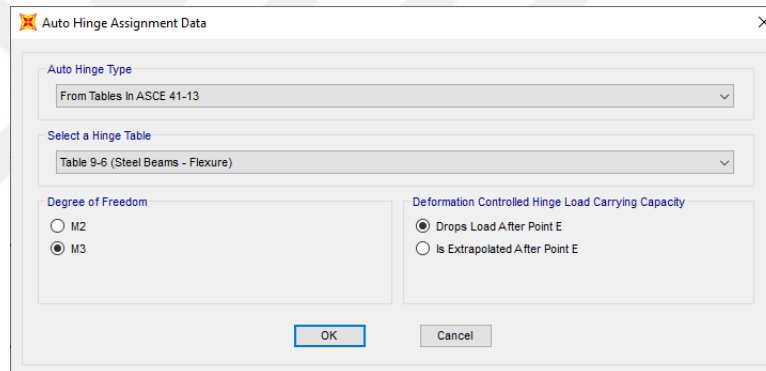 Auto Hinge Assignment Data
Auto Hinge Type
From Tables In ASCE 41-13
Select a Hinge Table
Table 9-6 (Steel Beams - Flexure)
Degree of Freedom
M2
M3
Deformation Controlled Hinge Load Carrying Capacity
Drops Load After Point E
Is Extrapolated After Point E
OK
Cancel